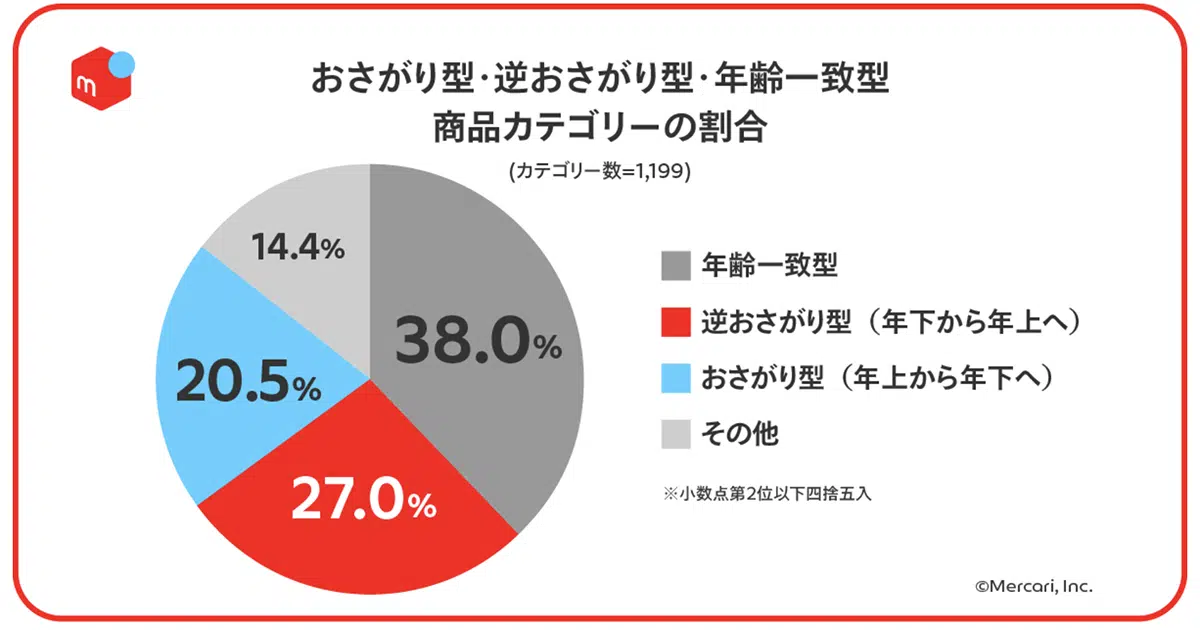 m
おさがり型・逆おさがり型・年齢一致型
商品カテゴリーの割合
(カテゴリー数=1,199)
14.4%
38.0%
20.5%
27.0%
年齢一致型
逆おさがり型（年下から年上へ）
おさがり型（年上から年下へ）
その他
※小数点第2位以下四捨五入
©Mercari, Inc.